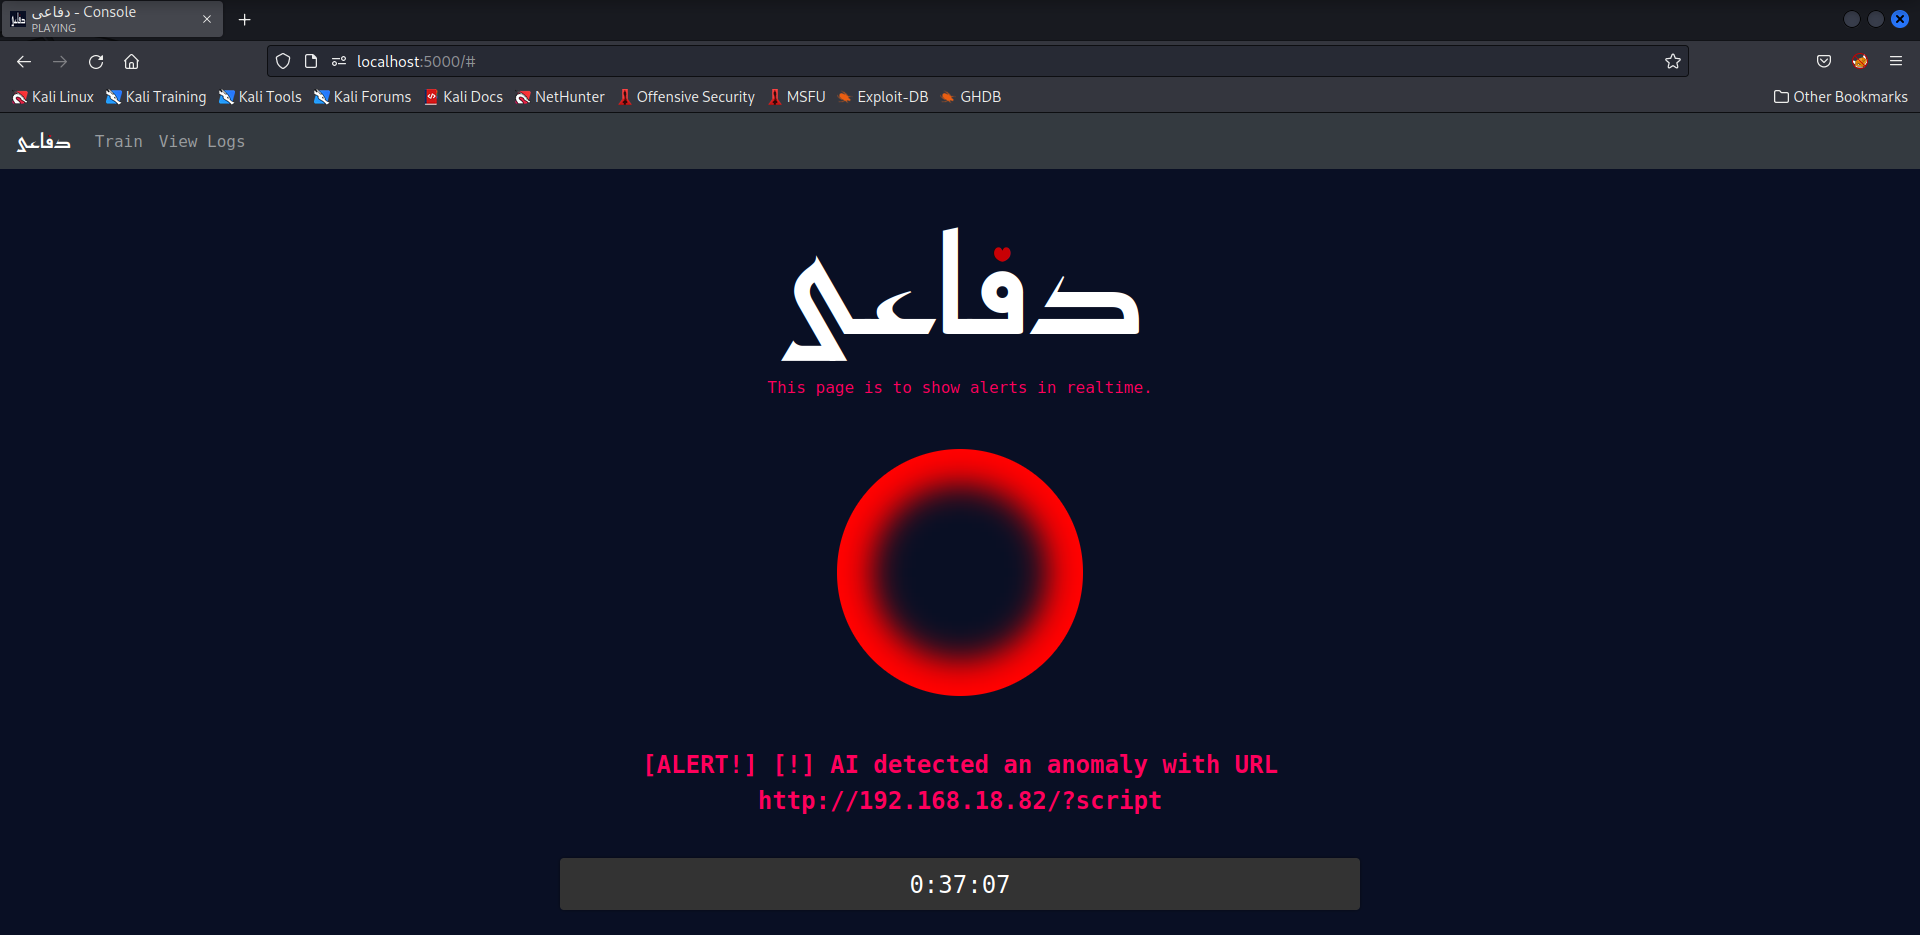 دفاعى - Console
PLAYING
localhost:5000/#
Kali Linux Kali Training Kali Tools Kali Forums Kali Docs NetHunter Offensive Security MSFU Exploit-DB GHDB Other Bookmarks
دفاعي Train View Logs
دفاعي
This page is to show alerts in realtime.
[ALERT!] [!] AI detected an anomaly with URL
http://192.168.18.82/?script
0:37:07